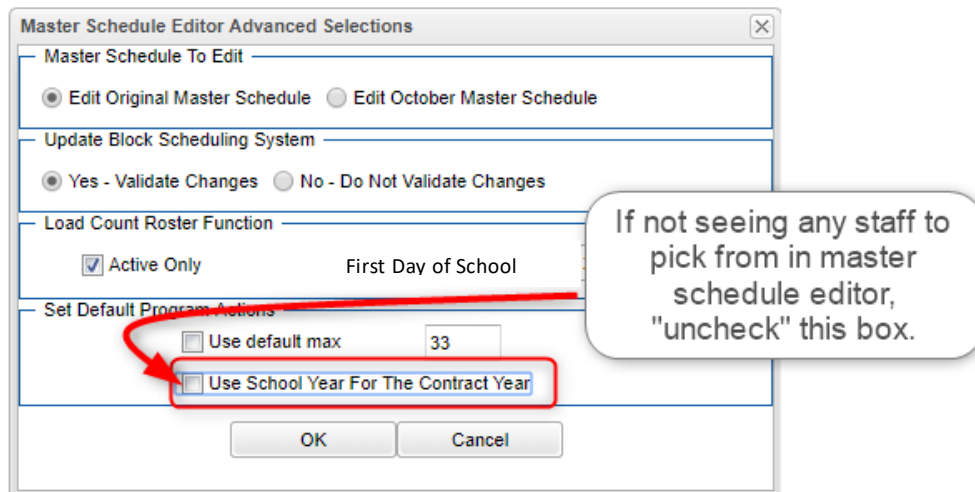 Master Schedule Editor Advanced Selections
Master Schedule To Edit
Edit Original Master Schedule Edit October Master Schedule
Update Block Scheduling System
Yes - Validate Changes No - Do Not Validate Changes
Load Count Roster Function
Active Only First Day of School
If not seeing any staff to
pick from in master
schedule editor,
"uncheck" this box.
Set Default Program Actions
Use default max 33
Use School Year For The Contract Year
OK Cancel